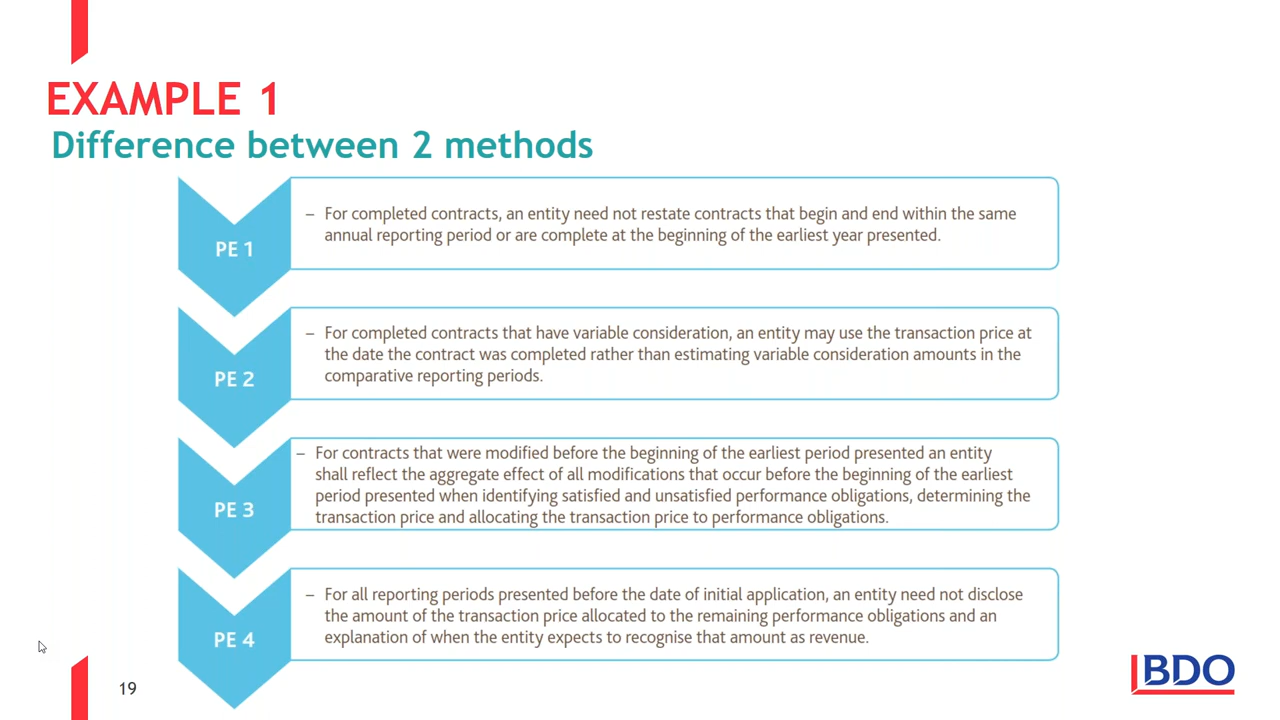 EXAMPLE 1
Difference between 2 methods
PE 1
– For completed contracts, an entity need not restate contracts that begin and end within the same
annual reporting period or are complete at the beginning of the earliest year presented.
PE 2
– For completed contracts that have variable consideration, an entity may use the transaction price at
the date the contract was completed rather than estimating variable consideration amounts in the
comparative reporting periods.
PE 3
– For contracts that were modified before the beginning of the earliest period presented an entity
shall reflect the aggregate effect of all modifications that occur before the beginning of the earliest
period presented when identifying satisfied and unsatisfied performance obligations, determining the
transaction price and allocating the transaction price to performance obligations.
PE 4
– For all reporting periods presented before the date of initial application, an entity need not disclose
the amount of the transaction price allocated to the remaining performance obligations and an
explanation of when the entity expects to recognise that amount as revenue.
19
BDO